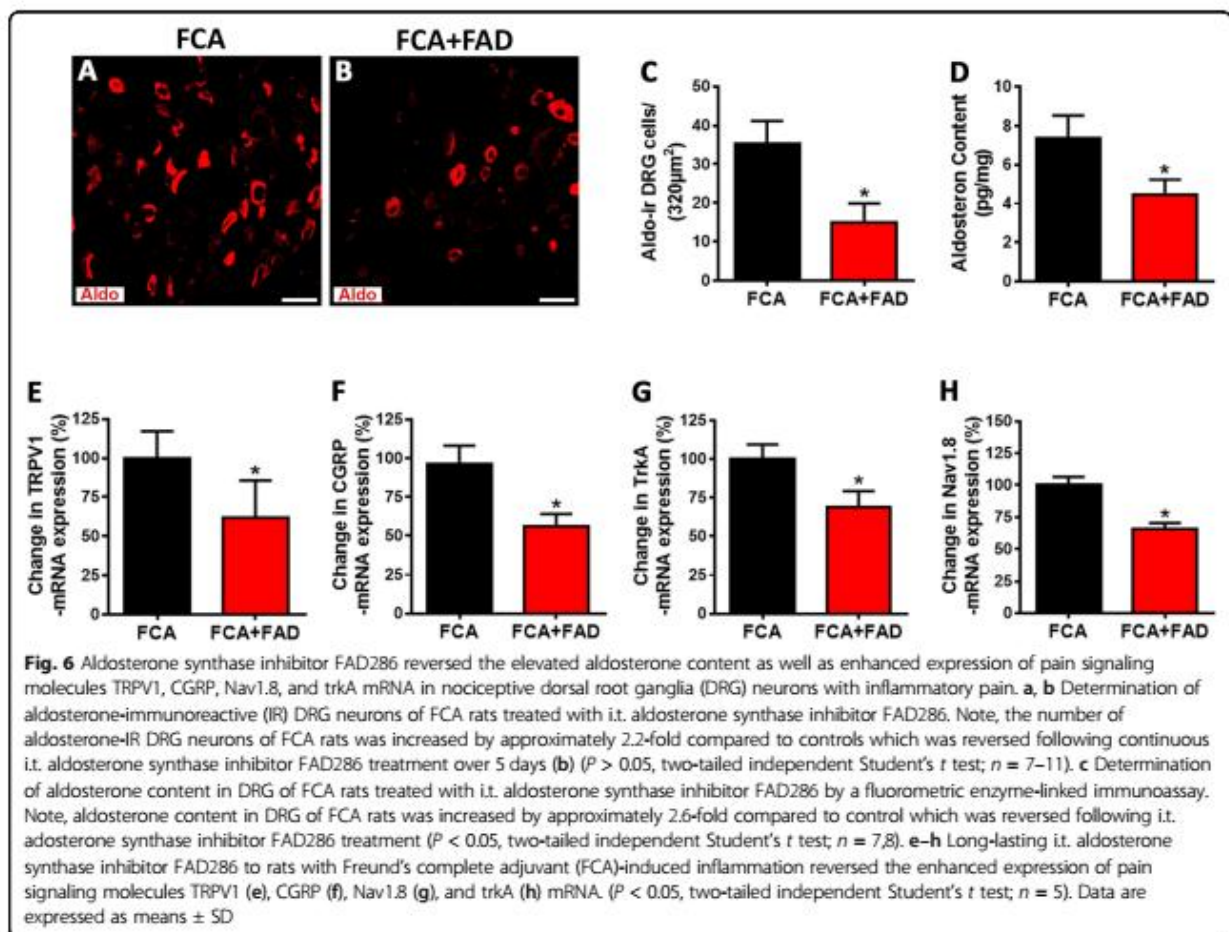 FCA
FCA+FAD
A
B
Aldo
Aldo
C
Aldo-Ir DRG cells/
(320µm²)
50
40
30
20
10
0
FCA
FCA+FAD
*
D
Aldosteron Content
(pg/mg)
10
8
6
4
2
0
FCA
FCA+FAD
*
E
Change in TRPV1
-mRNA expression (%)
125
100
75
50
25
0
FCA
FCA+FAD
*
F
Change in CGRP
-mRNA expression (%)
125
100
75
50
25
0
FCA
FCA+FAD
*
G
Change in TrkA
-mRNA expression (%)
125
100
75
50
25
0
FCA
FCA+FAD
*
H
Change in Nav1.8
-mRNA expression (%)
150
125
100
75
50
25
0
FCA
FCA+FAD
*
Fig. 6 Aldosterone synthase inhibitor FAD286 reversed the elevated aldosterone content as well as enhanced expression of pain signaling
molecules TRPV1, CGRP, Nav1.8, and trkA mRNA in nociceptive dorsal root ganglia (DRG) neurons with inflammatory pain. a, b Determination of
aldosterone-immunoreactive (IR) DRG neurons of FCA rats treated with i.t. aldosterone synthase inhibitor FAD286. Note, the number of
aldosterone-IR DRG neurons of FCA rats was increased by approximately 2.2-fold compared to controls which was reversed following continuous
i.t. aldosterone synthase inhibitor FAD286 treatment over 5 days (b) (P > 0.05, two-tailed independent Student's t test; n = 7–11). c Determination
of aldosterone content in DRG of FCA rats treated with i.t. aldosterone synthase inhibitor FAD286 by a fluorometric enzyme-linked immunoassay.
Note, aldosterone content in DRG of FCA rats was increased by approximately 2.6-fold compared to control which was reversed following i.t.
adosterone synthase inhibitor FAD286 treatment (P < 0.05, two-tailed independent Student's t test; n = 7,8). e–h Long-lasting i.t. aldosterone
synthase inhibitor FAD286 to rats with Freund's complete adjuvant (FCA)-induced inflammation reversed the enhanced expression of pain
signaling molecules TRPV1 (e), CGRP (f), Nav1.8 (g), and trkA (h) mRNA. (P < 0.05, two-tailed independent Student's t test; n = 5). Data are
expressed as means ± SD